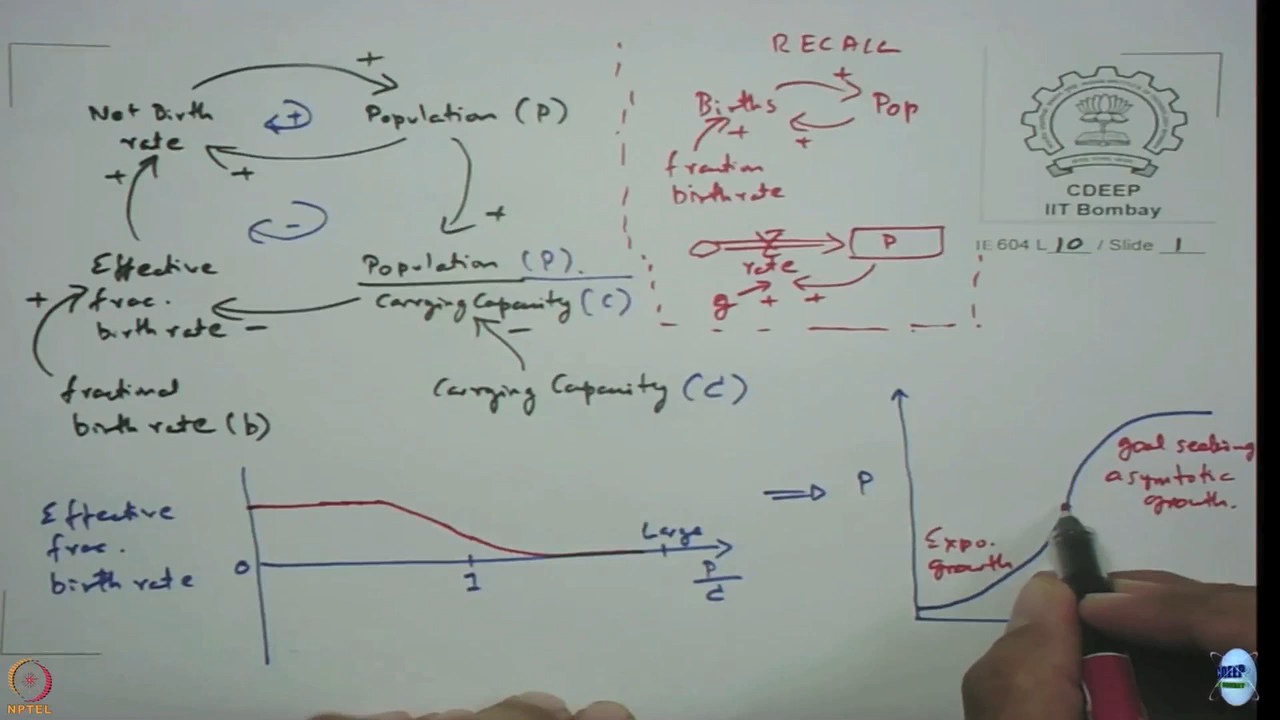 RECALL
Net Birth
rate
+
+
Population (P)
+
+
-
+
Births
+
Pop
+
+
fraction
birth rate
P
rate
g
+
+
CDEEP
IIT Bombay
IE 604 L 10 / Slide 1
Effective
frac.
birth rate -
+
Population (P).
Carrying Capacity (C)
-
Carrying Capacity (C)
fractional
birth rate (b)
Effective
frac.
birth rate
0
1
Large
P
C
P
Expo.
growth
goal seeking
asymtotic
growth.
NPTEL
CDEEP